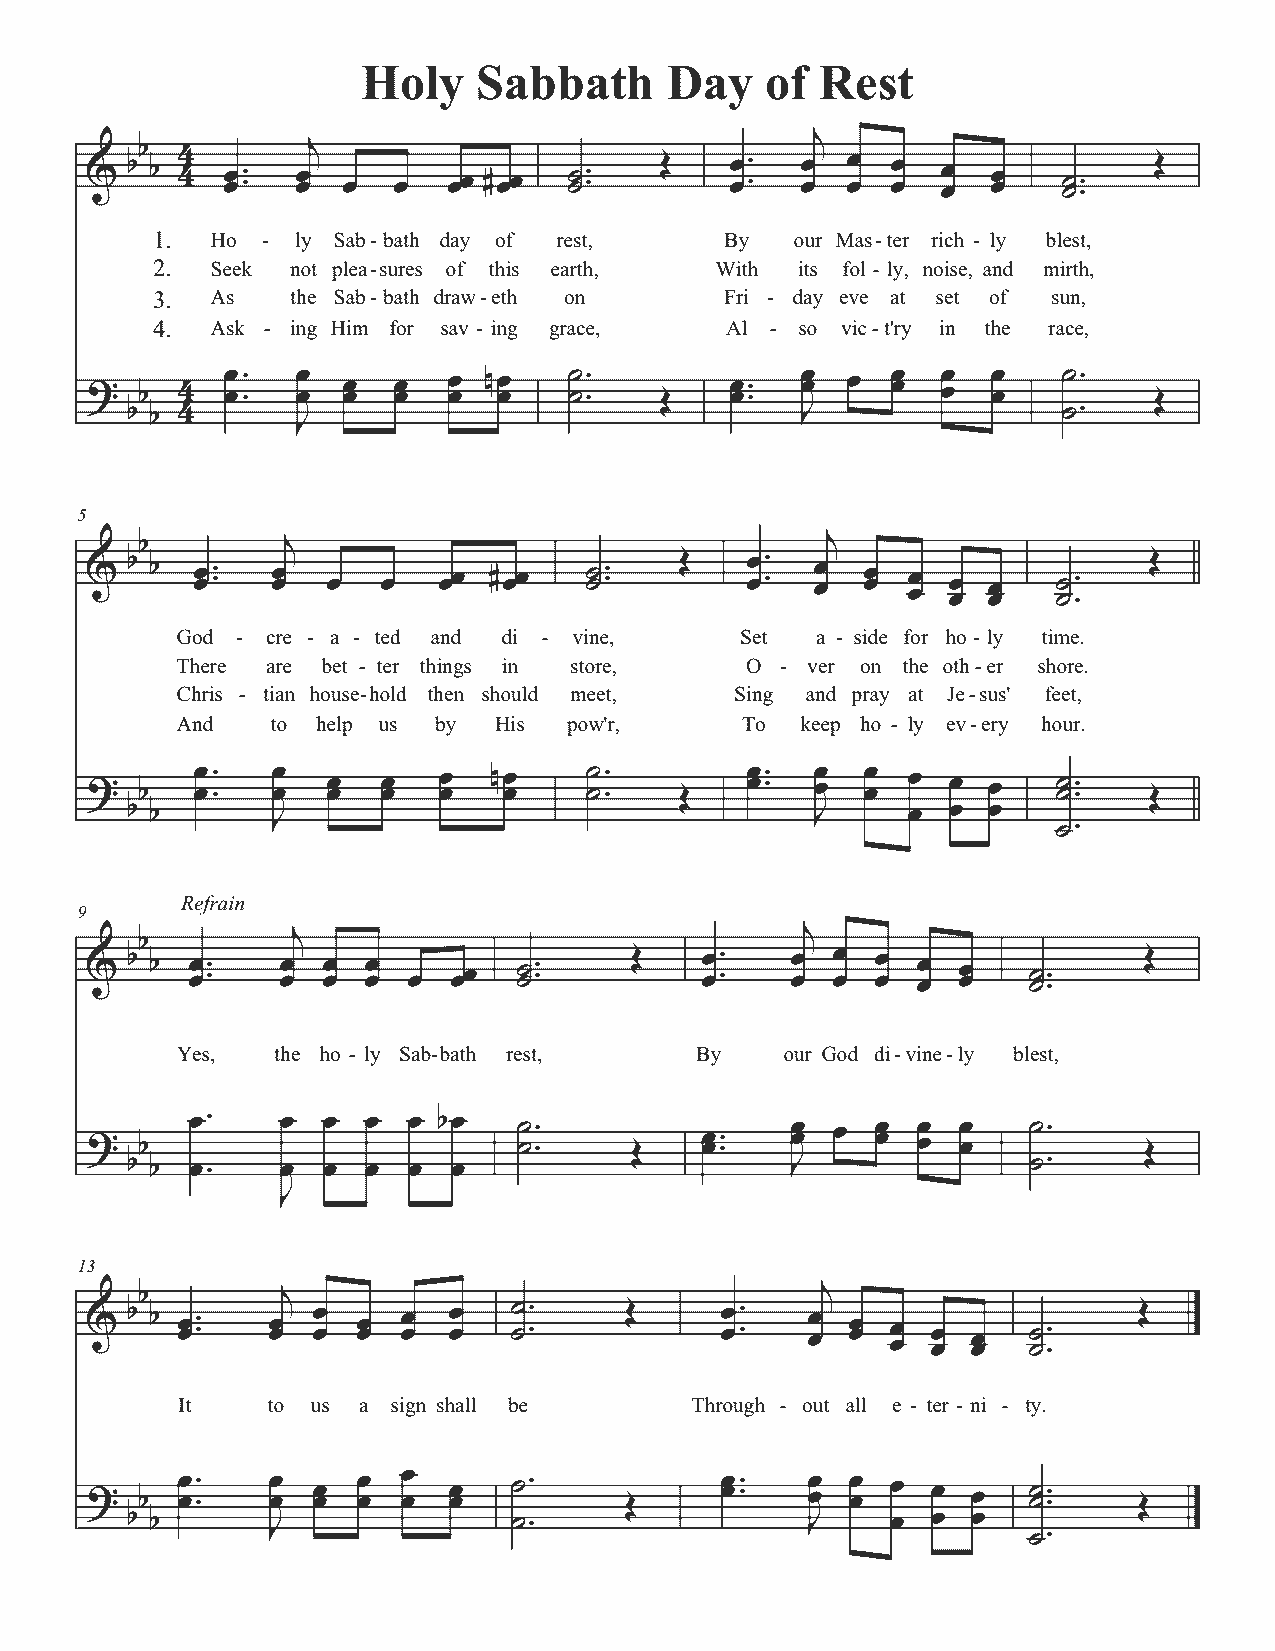 Holy Sabbath Day of Rest
4 4
1. Ho - ly Sab - bath day of rest, By our Mas - ter rich - ly blest,
2. Seek not plea - sures of this earth, With its fol - ly, noise, and mirth,
3. As the Sab - bath draw - eth on Fri - day eve at set of sun,
4. Ask - ing Him for sav - ing grace, Al - so vic - t'ry in the race,
4 4
5
God - cre - a - ted and di - vine, Set a - side for ho - ly time.
There are bet - ter things in store, O - ver on the oth - er shore.
Chris - tian house - hold then should meet, Sing and pray at Je - sus' feet,
And to help us by His pow'r, To keep ho - ly ev - ery hour.
Refrain
9
Yes, the ho - ly Sab - bath rest, By our God di - vine - ly blest,
13
It to us a sign shall be Through - out all e - ter - ni - ty.